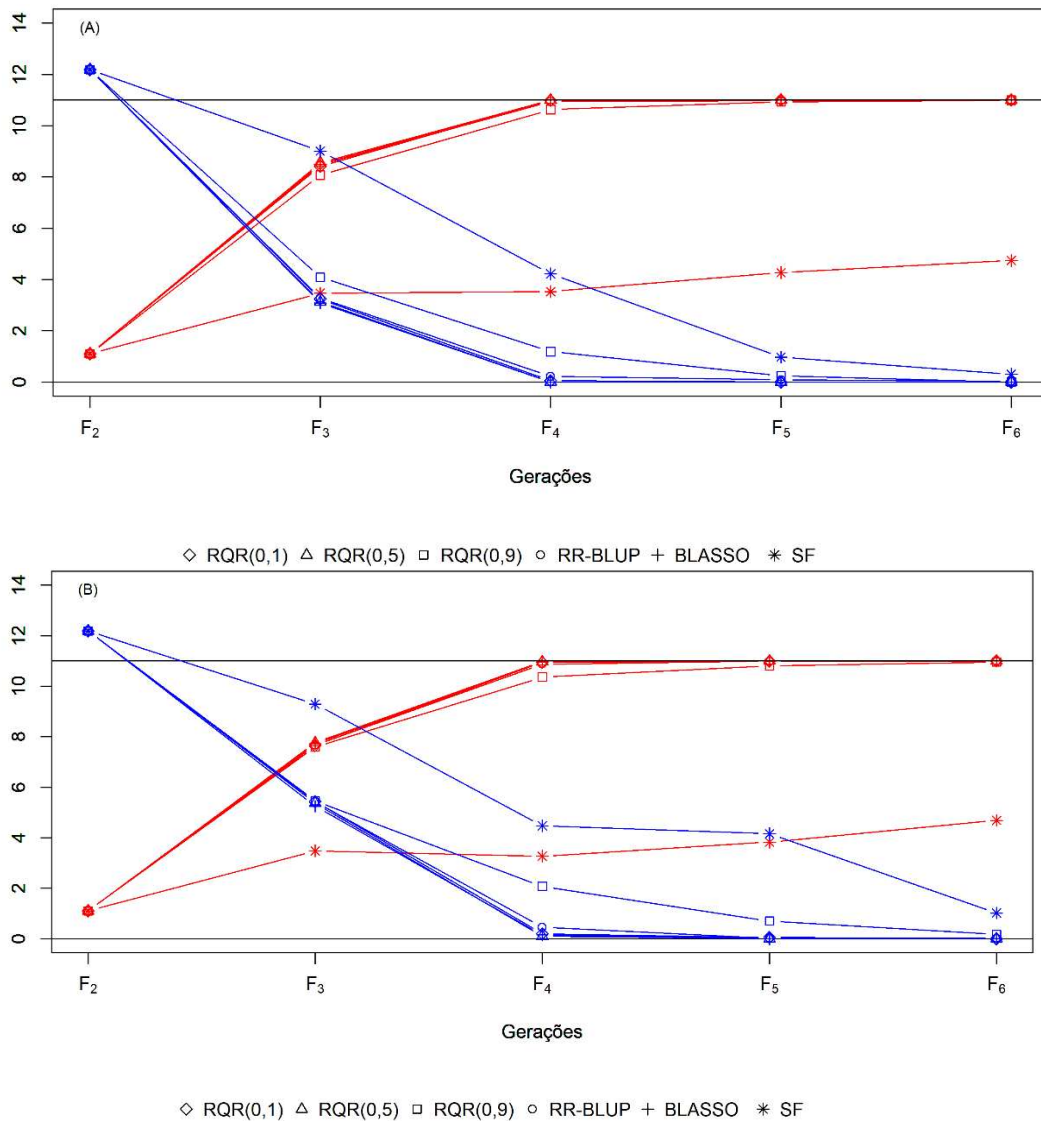 (A)
14
12
10
8
6
4
2
0
F₂ F₃ F₄ F₅ F₆
Gerações
◇ RQR(0,1) △ RQR(0,5) □ RQR(0,9) ○ RR-BLUP + BLASSO ✳ SF
(B)
14
12
10
8
6
4
2
0
F₂ F₃ F₄ F₅ F₆
Gerações
◇ RQR(0,1) △ RQR(0,5) □ RQR(0,9) ○ RR-BLUP + BLASSO ✳ SF